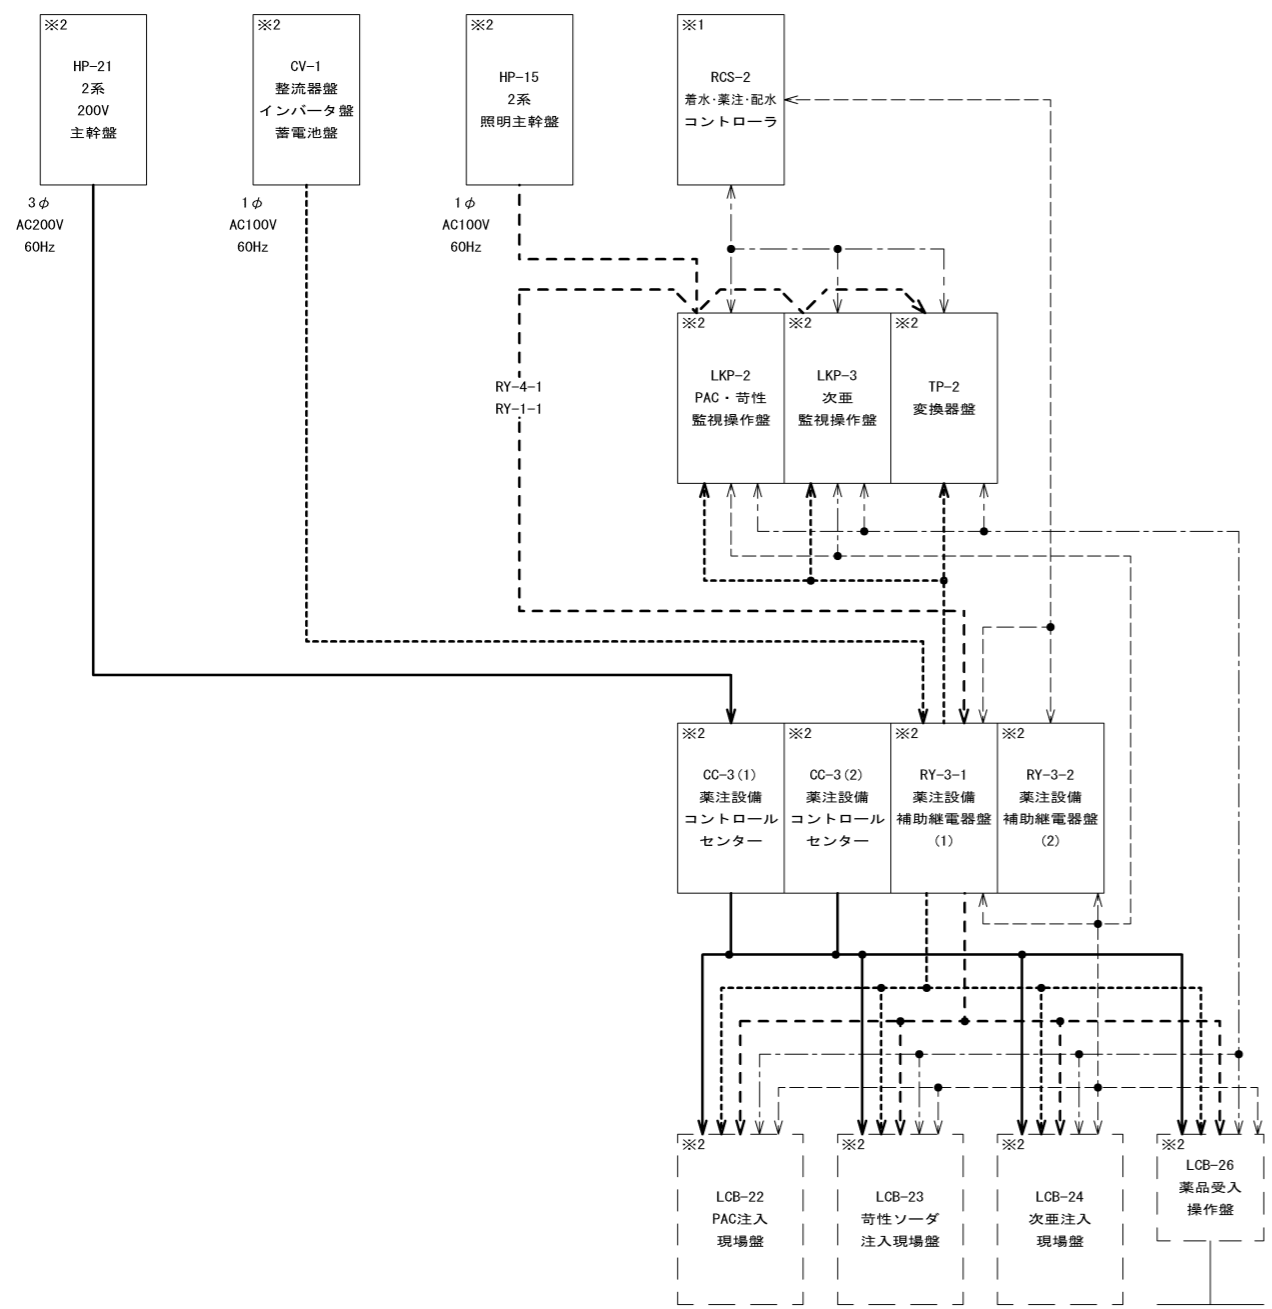 ※2
HP-21
2系
200V
主幹盤
※2
CV-1
整流器盤
インバータ盤
蓄電池盤
※2
HP-15
2系
照明主幹盤
※1
RCS-2
着水・薬注・配水
コントローラ
3φ
AC200V
60Hz
1φ
AC100V
60Hz
1φ
AC100V
60Hz
RY-4-1
RY-1-1
※2
LKP-2
PAC・苛性
監視操作盤
※2
LKP-3
次亜
監視操作盤
※2
TP-2
変換器盤
※2
CC-3(1)
薬注設備
コントロール
センター
※2
CC-3(2)
薬注設備
コントロール
センター
※2
RY-3-1
薬注設備
補助継電器盤
(1)
※2
RY-3-2
薬注設備
補助継電器盤
(2)
※2
LCB-22
PAC注入
現場盤
※2
LCB-23
苛性ソーダ
注入現場盤
※2
LCB-24
次亜注入
現場盤
※2
LCB-26
薬品受入
操作盤